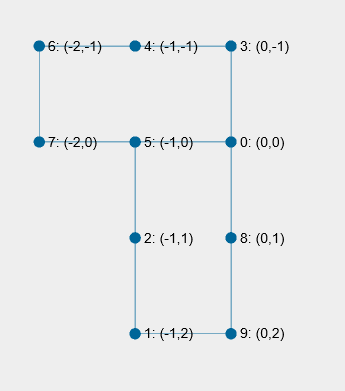 6: (-2,-1) 4: (-1,-1) 3: (0,-1)
7: (-2,0) 5: (-1,0) 0: (0,0)
2: (-1,1) 8: (0,1)
1: (-1,2) 9: (0,2)